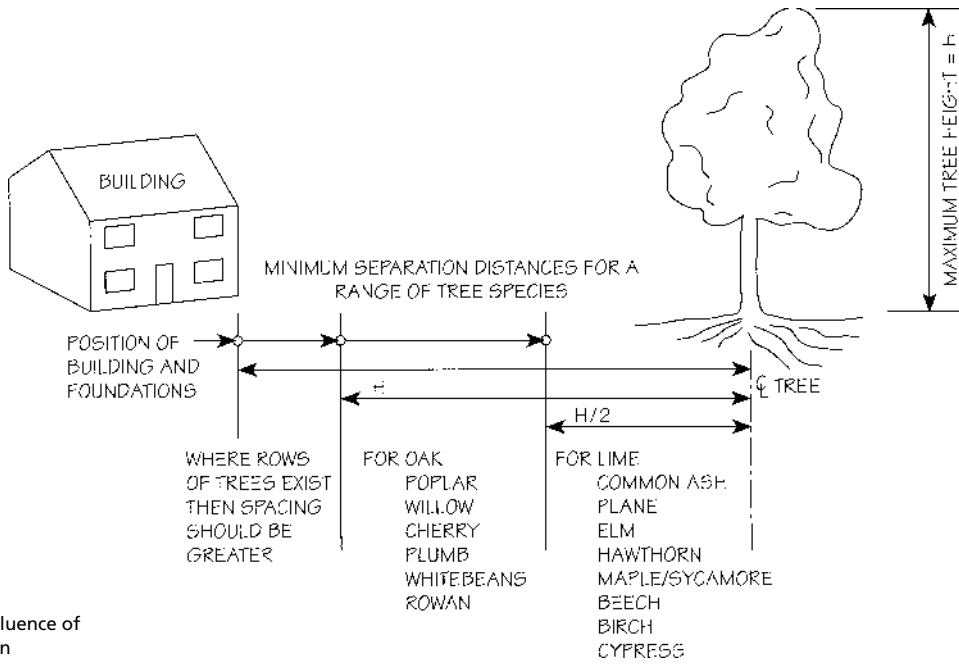 BUILDING
MAXIMUM TREE HEIGHT = h
MINIMUM SEPARATION DISTANCES FOR A
RANGE OF TREE SPECIES
POSITION OF
BUILDING AND
FOUNDATIONS
℄ TREE
H
H/2
WHERE ROWS
OF TREES EXIST
THEN SPACING
SHOULD BE
GREATER
FOR OAK
POPLAR
WILLOW
CHERRY
PLUMB
WHITEBEANS
ROWAN
FOR LIME
COMMON ASH
PLANE
ELM
HAWTHORN
MAPLE/SYCAMORE
BEECH
BIRCH
CYPRESS
luence of
n